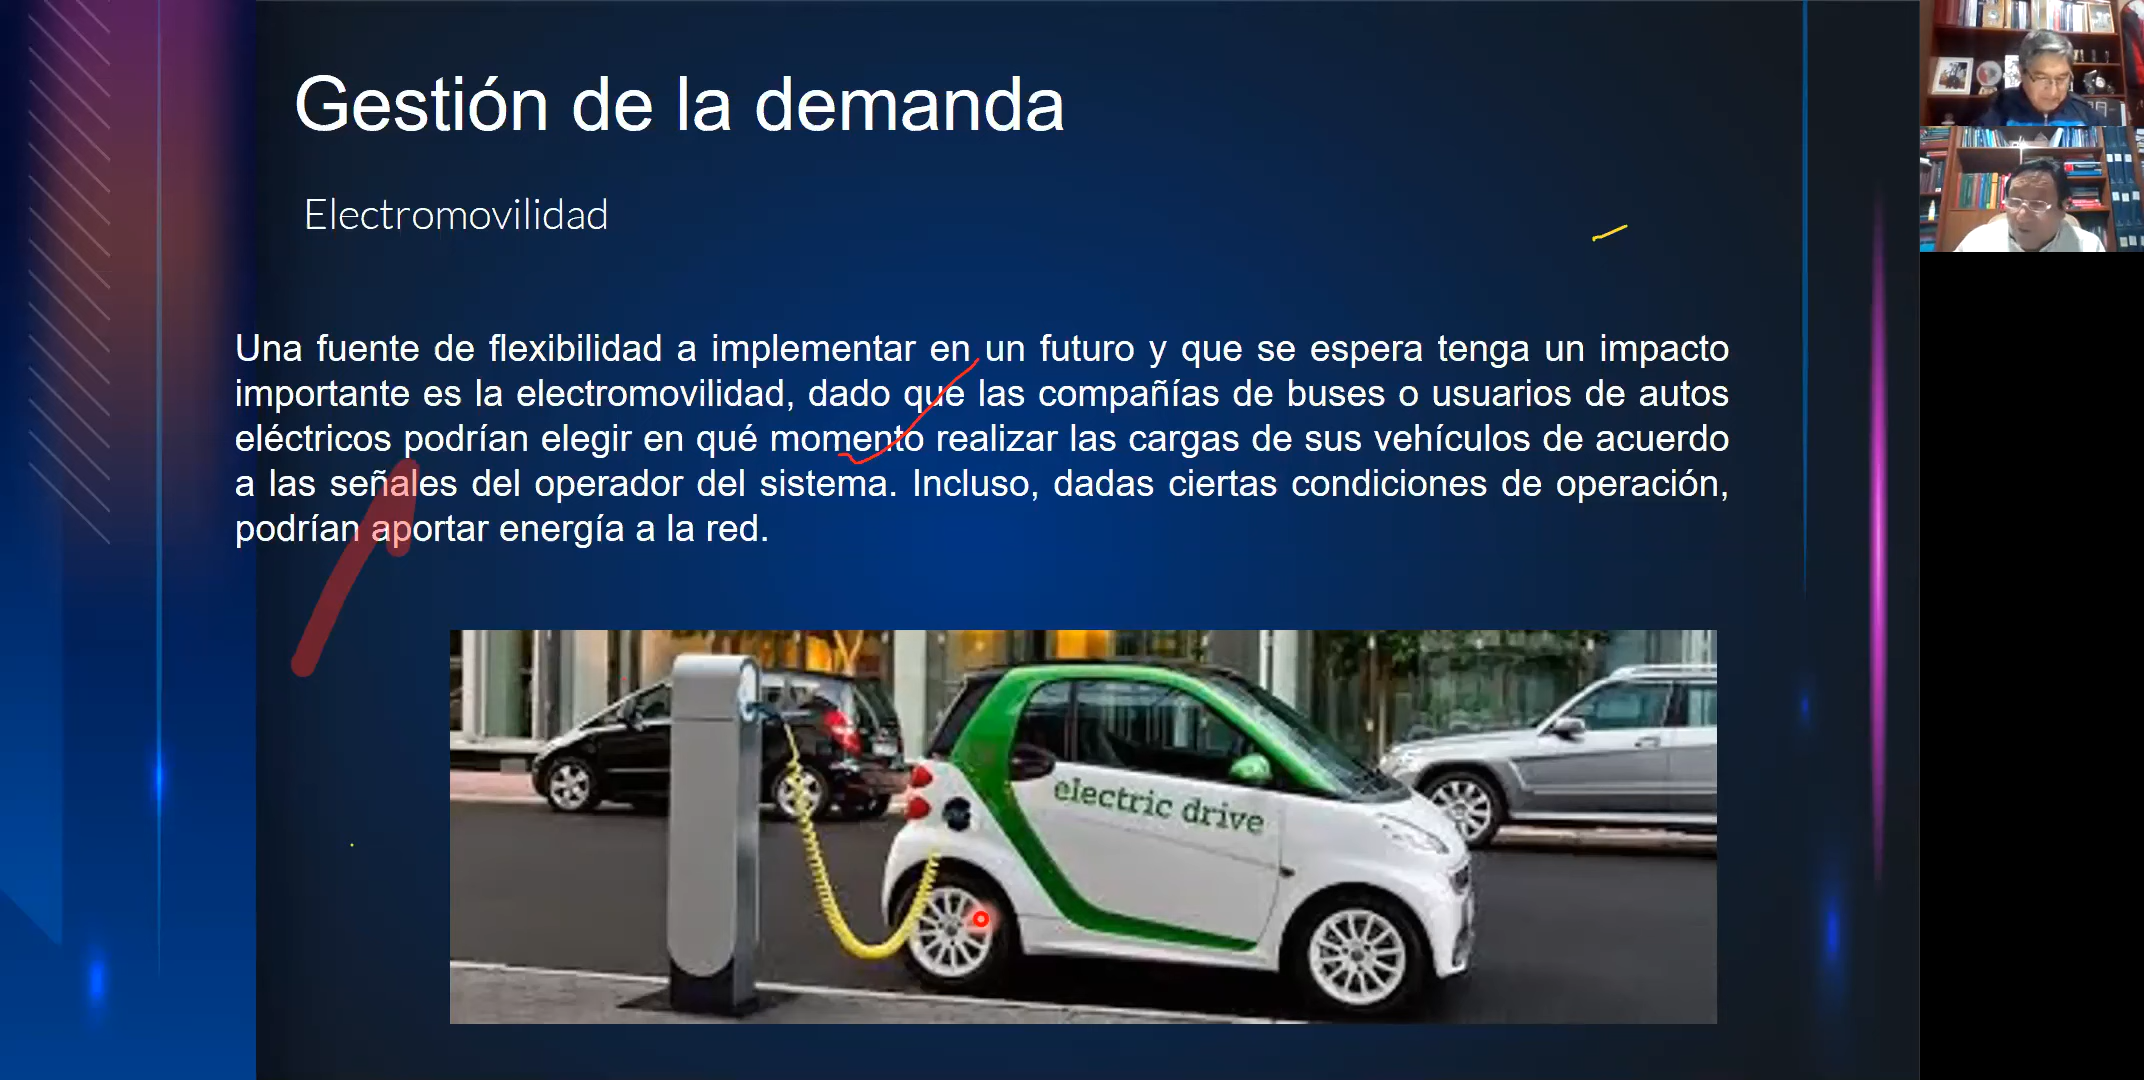 Gestión de la demanda
Electromovilidad
Una fuente de flexibilidad a implementar en un futuro y que se espera tenga un impacto
importante es la electromovilidad, dado que las compañías de buses o usuarios de autos
eléctricos podrían elegir en qué momento realizar las cargas de sus vehículos de acuerdo
a las señales del operador del sistema. Incluso, dadas ciertas condiciones de operación,
podrían aportar energía a la red.
electric drive